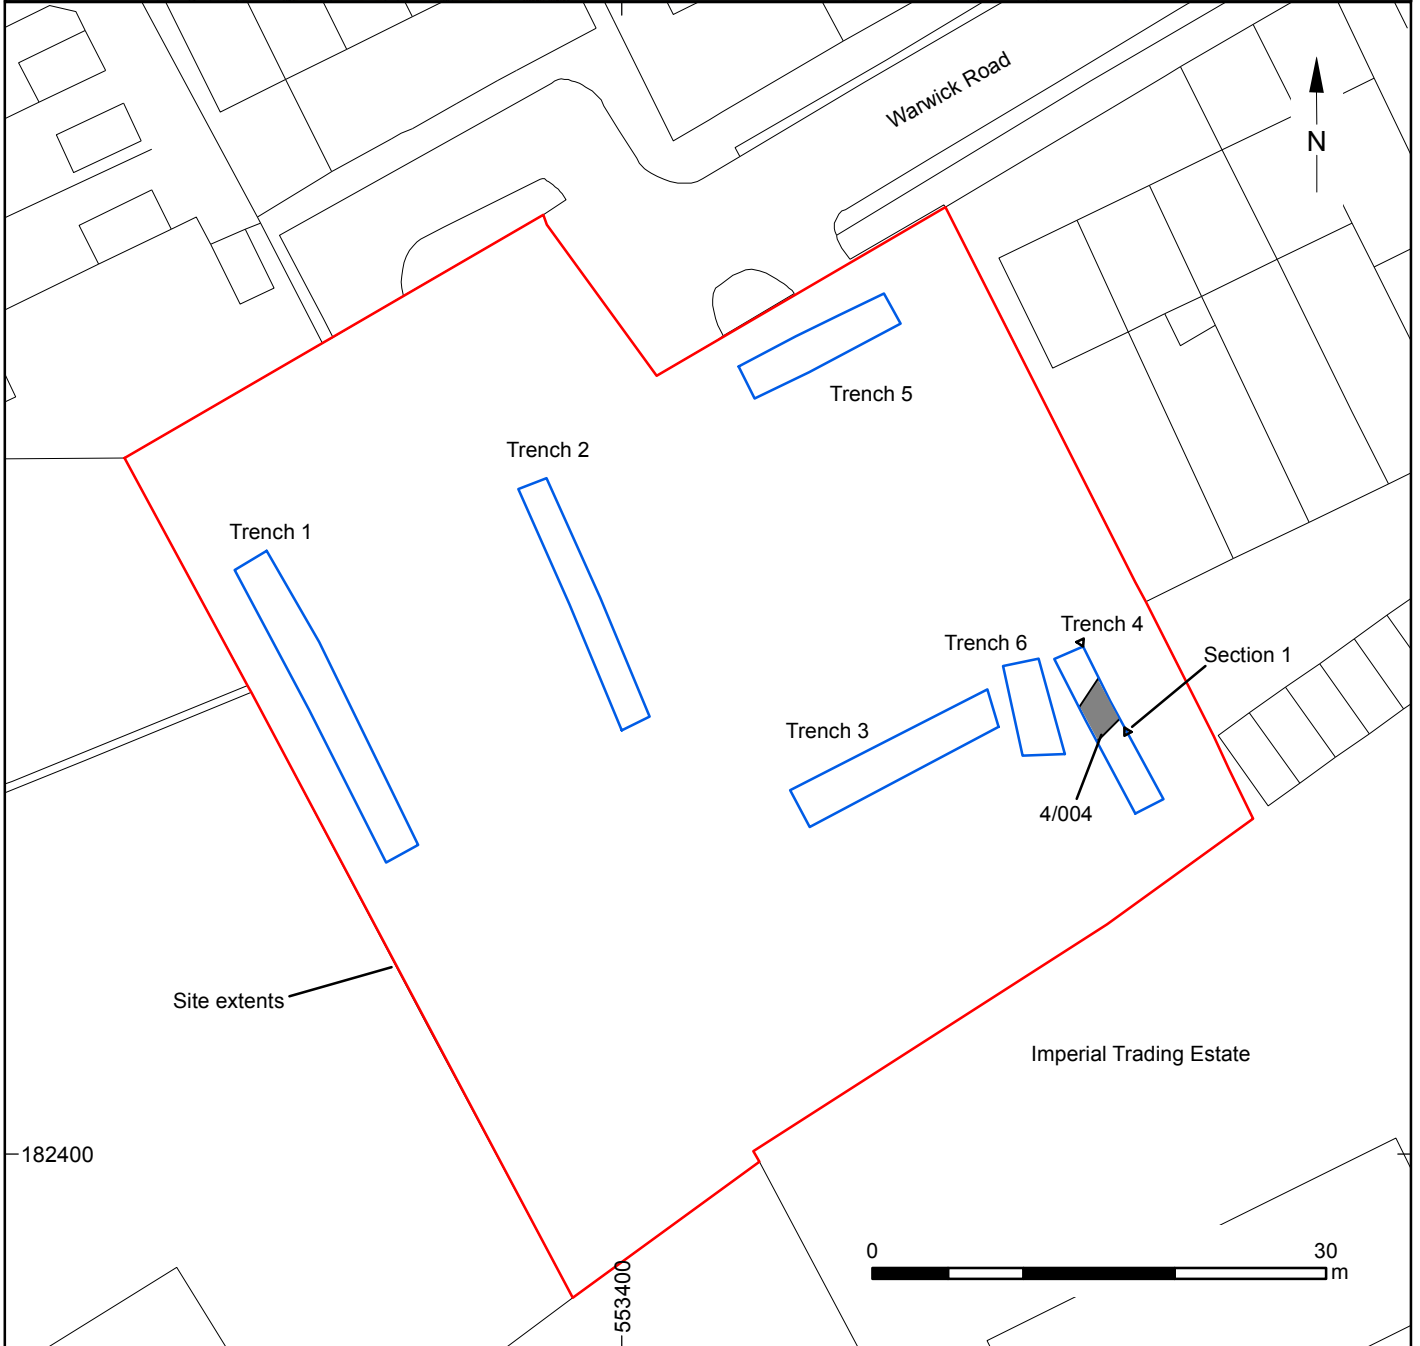 Warwick Road
N
Trench 5
Trench 2
Trench 1
Trench 4
Trench 6
Section 1
Trench 3
4/004
Site extents
Imperial Trading Estate
182400
0
30
m
553400